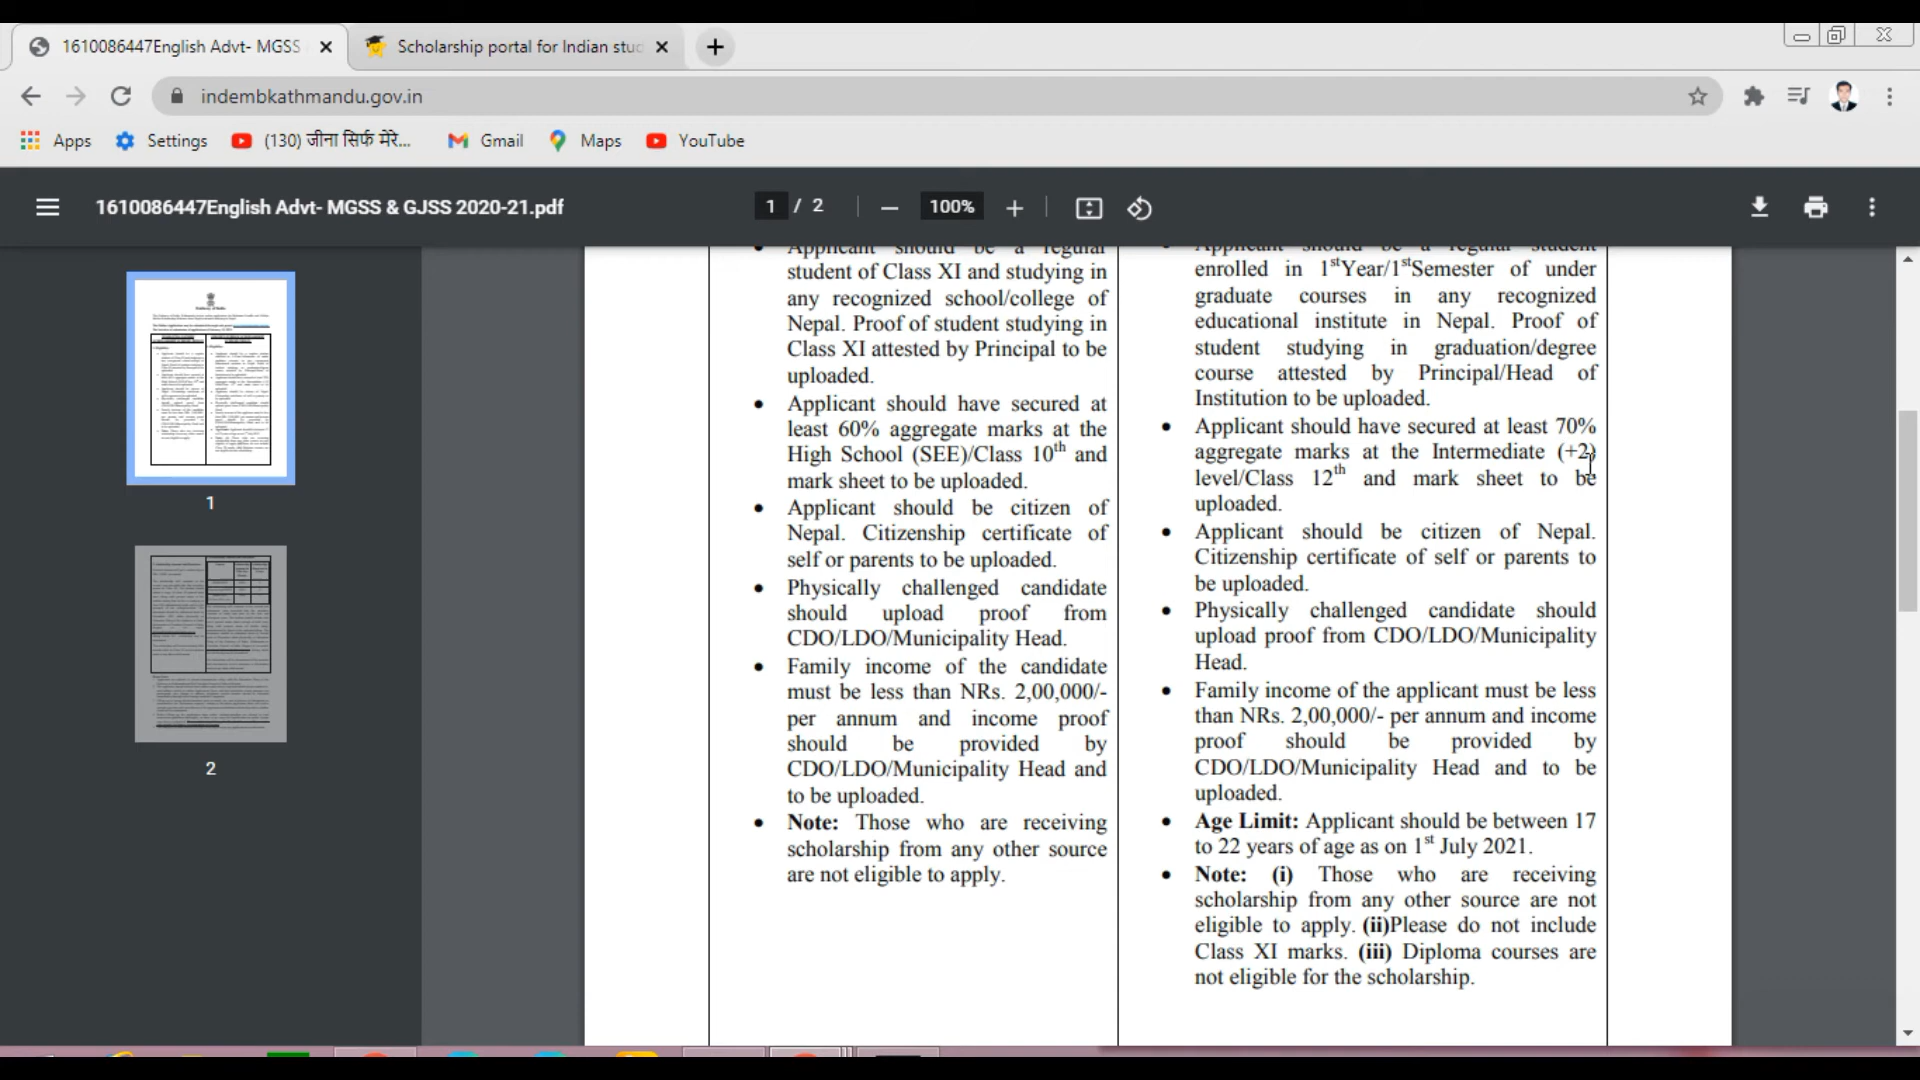 1610086447English Advt- MGSS
Scholarship portal for Indian stud
indembkathmandu.gov.in
Apps
Settings
(130) जीना सिर्फ मेरे...
Gmail
Maps
YouTube
1610086447English Advt- MGSS & GJSS 2020-21.pdf
1 / 2
100%
1
2
Applicant should be a regular
student of Class XI and studying in
any recognized school/college of
Nepal. Proof of student studying in
Class XI attested by Principal to be
uploaded.
• Applicant should have secured at
least 60% aggregate marks at the
High School (SEE)/Class 10th and
mark sheet to be uploaded.
• Applicant should be citizen of
Nepal. Citizenship certificate of
self or parents to be uploaded.
• Physically challenged candidate
should upload proof from
CDO/LDO/Municipality Head.
• Family income of the candidate
must be less than NRs. 2,00,000/-
per annum and income proof
should be provided by
CDO/LDO/Municipality Head and
to be uploaded.
• Note: Those who are receiving
scholarship from any other source
are not eligible to apply.
Applicant should be a regular student
enrolled in 1stYear/1stSemester of under
graduate courses in any recognized
educational institute in Nepal. Proof of
student studying in graduation/degree
course attested by Principal/Head of
Institution to be uploaded.
• Applicant should have secured at least 70%
aggregate marks at the Intermediate (+2)
level/Class 12th and mark sheet to be
uploaded.
• Applicant should be citizen of Nepal.
Citizenship certificate of self or parents to
be uploaded.
• Physically challenged candidate should
upload proof from CDO/LDO/Municipality
Head.
• Family income of the applicant must be less
than NRs. 2,00,000/- per annum and income
proof should be provided by
CDO/LDO/Municipality Head and to be
uploaded.
• Age Limit: Applicant should be between 17
to 22 years of age as on 1st July 2021.
• Note: (i) Those who are receiving
scholarship from any other source are not
eligible to apply. (ii)Please do not include
Class XI marks. (iii) Diploma courses are
not eligible for the scholarship.